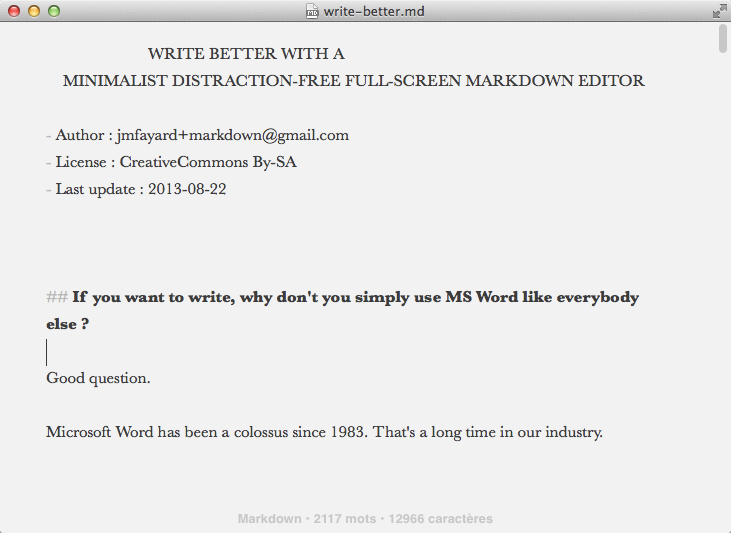 write-better.md
WRITE BETTER WITH A
MINIMALIST DISTRACTION-FREE FULL-SCREEN MARKDOWN EDITOR
- Author : jmfayard+markdown@gmail.com
- License : CreativeCommons By-SA
- Last update : 2013-08-22
## If you want to write, why don't you simply use MS Word like everybody
else ?
Good question.
Microsoft Word has been a colossus since 1983. That's a long time in our industry.
Markdown • 2117 mots • 12966 caractères